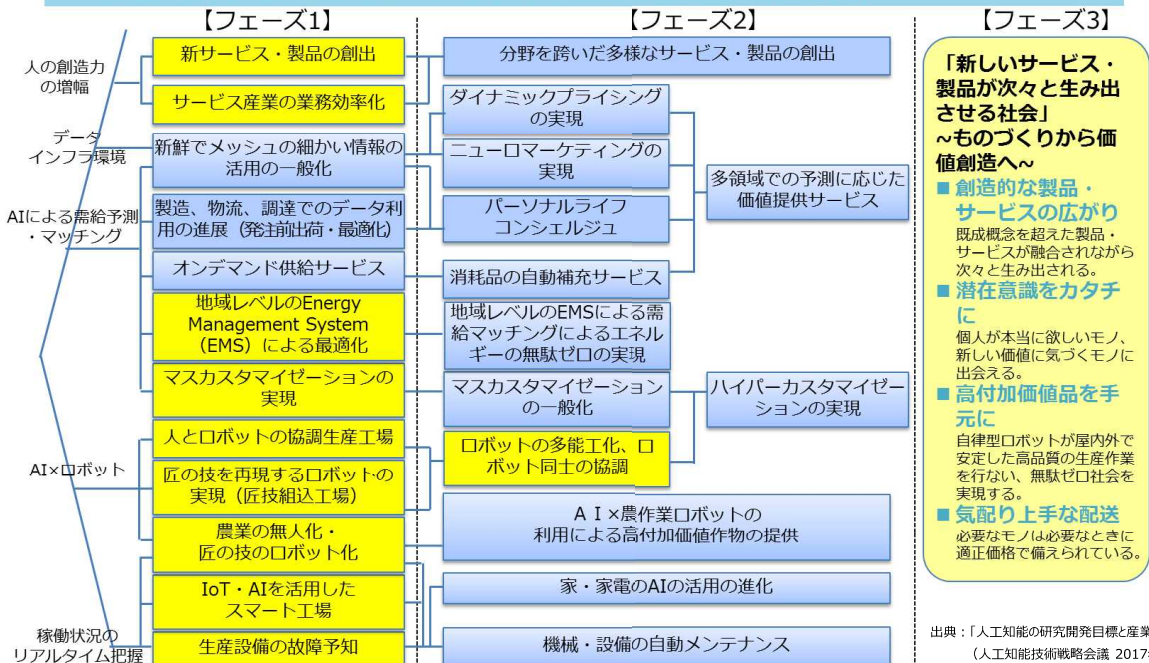 【フェーズ1】
【フェーズ2】
【フェーズ3】
人の創造力
の増幅
データ
インフラ環境
AIによる需給予測
・マッチング
AI×ロボット
稼働状況の
リアルタイム把握
新サービス・製品の創出
サービス産業の業務効率化
新鮮でメッシュの細かい情報の
活用の一般化
製造、物流、調達でのデータ利
用の進展（発注前出荷・最適化）
オンデマンド供給サービス
地域レベルのEnergy
Management System
（EMS）による最適化
マスカスタマイゼーションの
実現
人とロボットの協調生産工場
匠の技を再現するロボットの
実現（匠技組込工場）
農業の無人化・
匠の技のロボット化
IoT・AIを活用した
スマート工場
生産設備の故障予知
分野を跨いだ多様なサービス・製品の創出
ダイナミックプライシング
の実現
ニューロマーケティングの
実現
パーソナルライフ
コンシェルジュ
消耗品の自動補充サービス
地域レベルのEMSによる需
給マッチングによるエネル
ギーの無駄ゼロの実現
マスカスタマイゼーション
の一般化
ロボットの多能工化、ロ
ボット同士の協調
ＡＩ×農作業ロボットの
利用による高付加価値作物の提供
家・家電のAIの活用の進化
機械・設備の自動メンテナンス
多領域での予測に応じた
価値提供サービス
ハイパーカスタマイゼー
ションの実現
「新しいサービス・
製品が次々と生み出
させる社会」
~ものづくりから価
値創造へ~
■ 創造的な製品・
サービスの広がり
既成概念を超えた製品・
サービスが融合されながら
次々と生み出される。
■ 潜在意識をカタチ
に
個人が本当に欲しいモノ、
新しい価値に気づくモノに
出会える。
■ 高付加価値品を手
元に
自律型ロボットが屋内外で
安定した高品質の生産作業
を行ない、無駄ゼロ社会を
実現する。
■ 気配り上手な配送
必要なモノは必要なときに
適正価格で備えられている。
出典：「人工知能の研究開発目標と産業
（人工知能技術戦略会議 2017